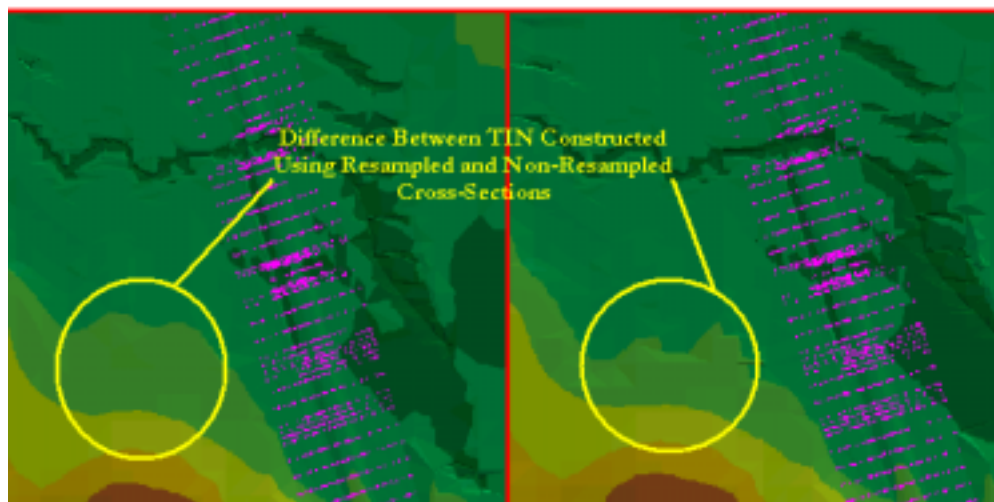 Difference Between TIN Constructed
Using Resampled and Non-Resampled
Cross-Sections